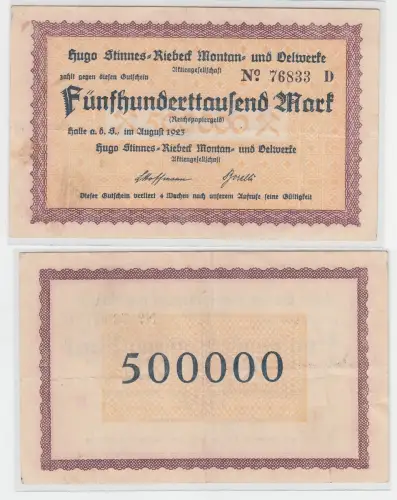 Hugo Stinnes-Riebeck Montan- und Oelwerke
Aktiengesellschaft
zahlt gegen diesen Gutschein
No 76833 D
Fünfhunderttausend Mark
(Reichspapiergeld)
Halle a. d. S., im August 1923
Hugo Stinnes-Riebeck Montan- und Oelwerke
Aktiengesellschaft
Dieser Gutschein verliert 4 Wochen nach unserem Aufrufe seine Gültigkeit
500000